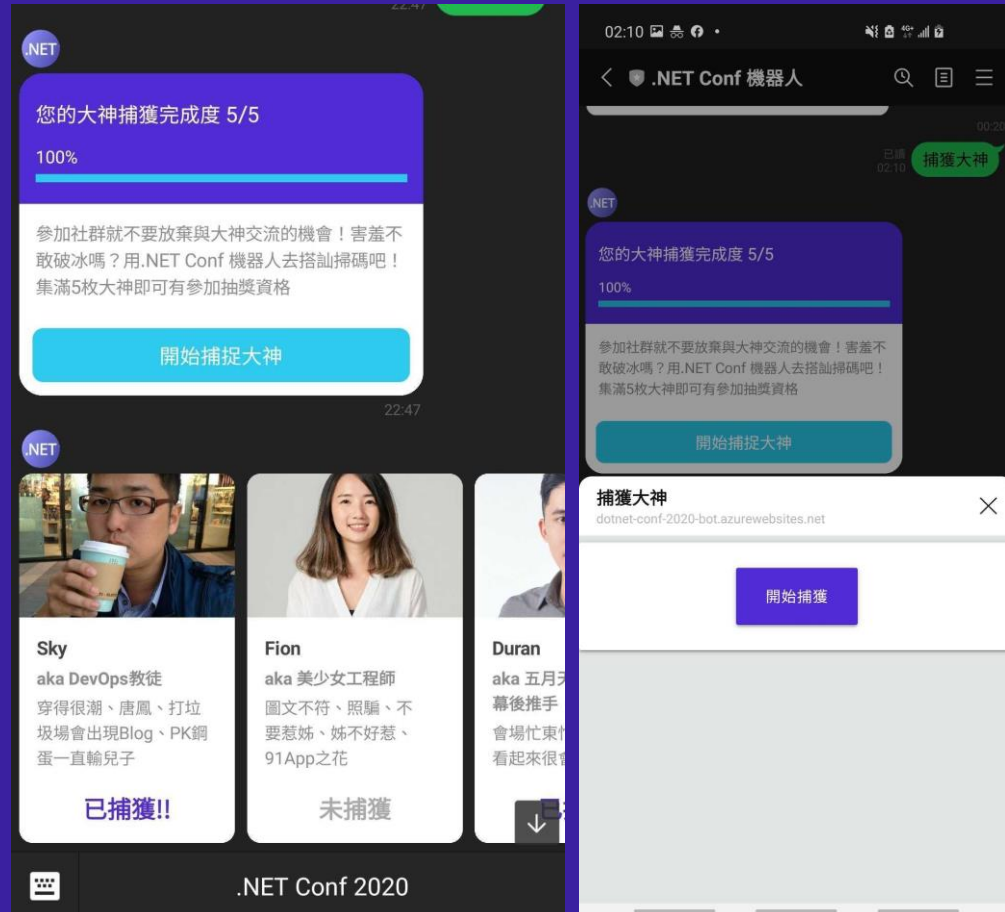 22:47
.NET
您的大神捕獲完成度 5/5
100%
參加社群就不要放棄與大神交流的機會！害羞不
敢破冰嗎？用.NET Conf 機器人去搭訕掃碼吧！
集滿5枚大神即可有參加抽獎資格
開始捕捉大神
22:47
.NET
Sky
aka DevOps教徒
穿得很潮、唐鳳、打垃
圾場會出現Blog、PK鋼
蛋一直輸兒子
已捕獲!!
Fion
aka 美少女工程師
圖文不符、照騙、不
要惹姊、姊不好惹、
91App之花
未捕獲
Duran
aka 五月天
幕後推手
會場忙東忙
看起來很會
已
.NET Conf 2020
02:10
4G+
.NET Conf 機器人
00:20
已讀
02:10
捕獲大神
.NET
您的大神捕獲完成度 5/5
100%
參加社群就不要放棄與大神交流的機會！害羞不
敢破冰嗎？用.NET Conf 機器人去搭訕掃碼吧！
集滿5枚大神即可有參加抽獎資格
開始捕捉大神
捕獲大神
dotnet-conf-2020-bot.azurewebsites.net
開始捕獲